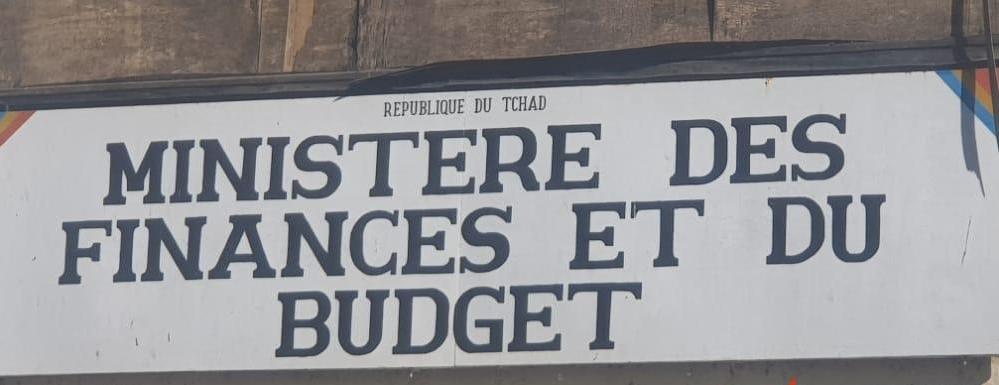 REPUBLIQUE DU TCHAD
MINISTERE DES
FINANCES ET DU
BUDGET